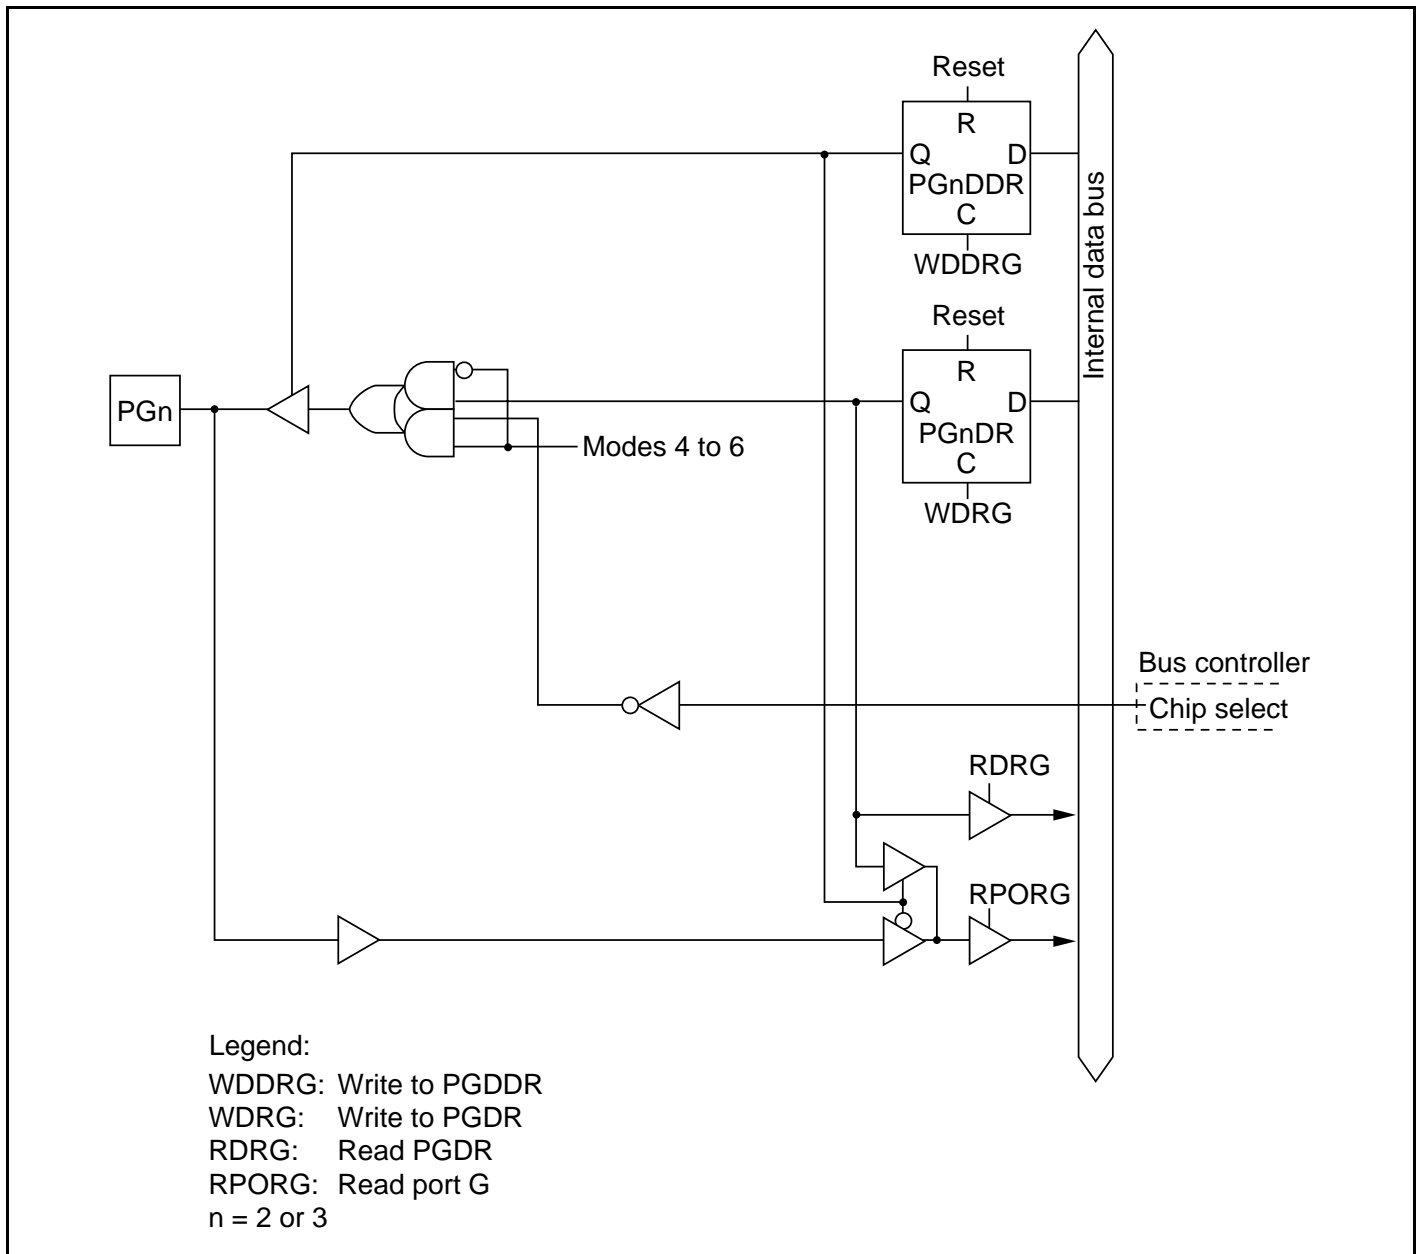 Reset
R
Q D
PGnDDR
C
WDDRG
Internal data bus
Reset
R
Q D
PGnDR
C
WDRG
PGn
Modes 4 to 6
Bus controller
Chip select
RDRG
RPORG
Legend:
WDDRG: Write to PGDDR
WDRG: Write to PGDR
RDRG: Read PGDR
RPORG: Read port G
n = 2 or 3